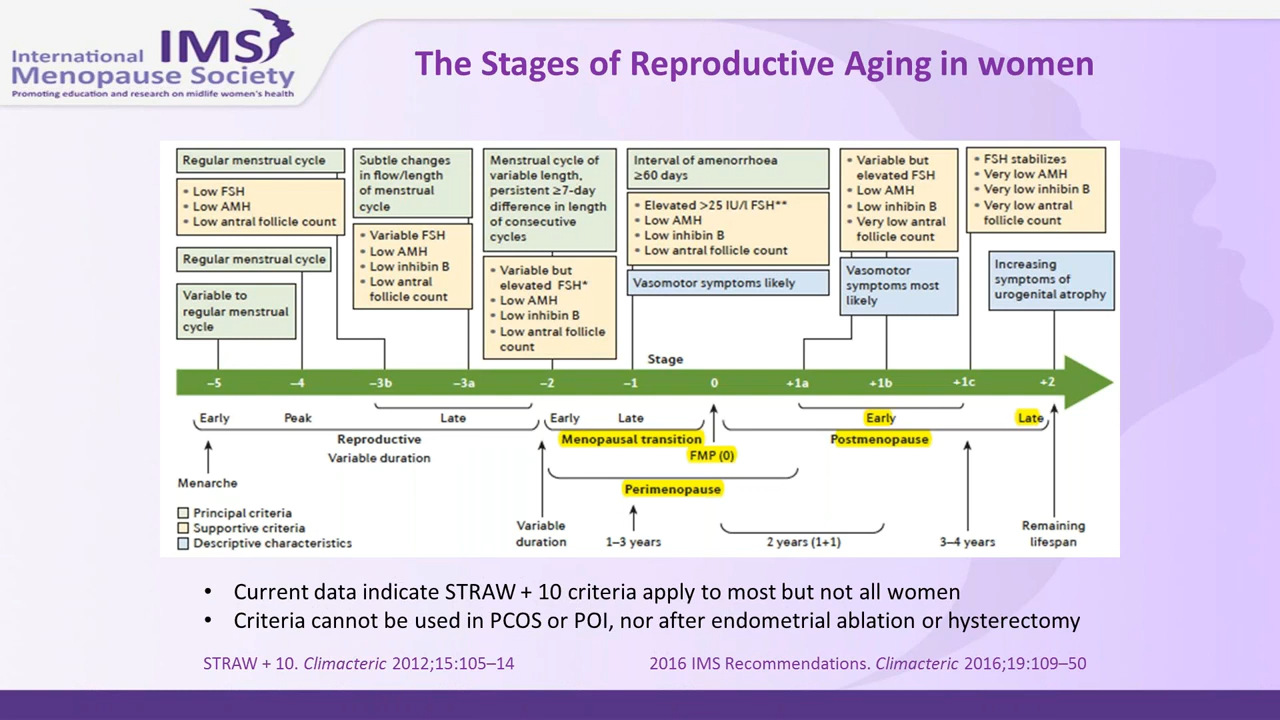 International IMS
Menopause Society
Promoting education and research on midlife women's health
The Stages of Reproductive Aging in women
Regular menstrual cycle
• Low FSH
• Low AMH
• Low antral follicle count
Regular menstrual cycle
Variable to
regular menstrual
cycle
Subtle changes
in flow/length
of menstrual
cycle
• Variable FSH
• Low AMH
• Low inhibin B
• Low antral
follicle count
Menstrual cycle of
variable length,
persistent ≥7-day
difference in length
of consecutive
cycles
• Variable but
elevated FSH*
• Low AMH
• Low inhibin B
• Low antral follicle
count
Interval of amenorrhoea
≥60 days
• Elevated >25 IU/l FSH**
• Low AMH
• Low inhibin B
• Low antral follicle count
Vasomotor symptoms likely
• Variable but
elevated FSH
• Low AMH
• Low inhibin B
• Very low antral
follicle count
Vasomotor
symptoms most
likely
• FSH stabilizes
• Very low AMH
• Very low inhibin B
• Very low antral
follicle count
Increasing
symptoms of
urogenital atrophy
Stage
–5 –4 –3b –3a –2 –1 0 +1a +1b +1c +2
Early Peak Late Early Late Early Late
Reproductive Menopausal transition Postmenopause
Variable duration FMP (0)
Menarche
Perimenopause
Principal criteria
Supportive criteria
Descriptive characteristics
Variable
duration
1–3 years
2 years (1+1)
3–4 years
Remaining
lifespan
• Current data indicate STRAW + 10 criteria apply to most but not all women
• Criteria cannot be used in PCOS or POI, nor after endometrial ablation or hysterectomy
STRAW + 10. Climacteric 2012;15:105–14
2016 IMS Recommendations. Climacteric 2016;19:109–50